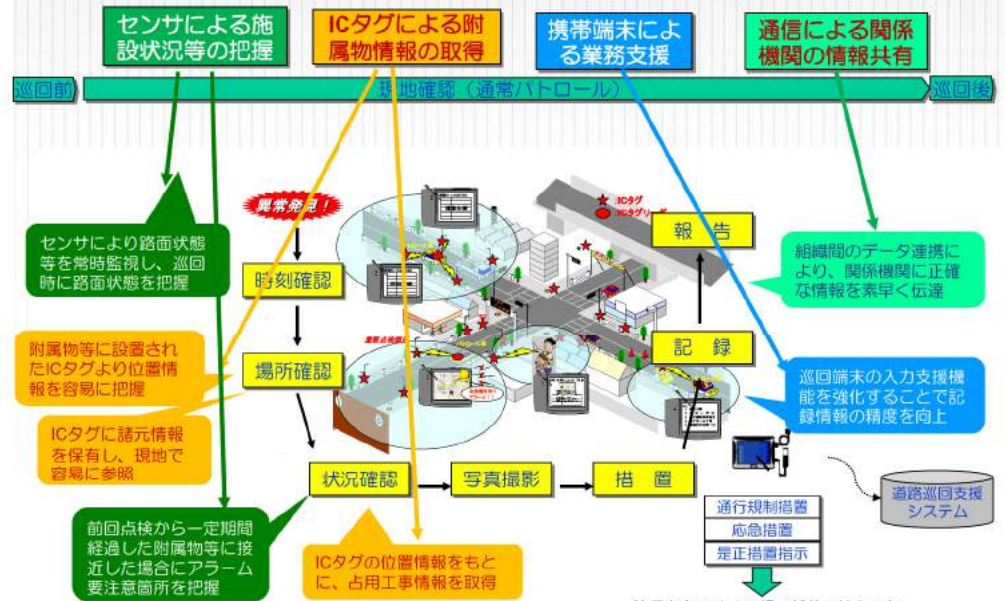 センサによる施
設状況等の把握
ICタグによる附
属物情報の取得
携帯端末によ
る業務支援
通信による関係
機関の情報共有
巡回前
現地確認（通常パトロール）
巡回後
異常発見！
ICタグ
ICタグリーダ
報 告
センサにより路面状態
等を常時監視し、巡回
時に路面状態を把握
時刻確認
組織間のデータ連携に
より、関係機関に正確
な情報を素早く伝達
附属物等に設置され
たICタグより位置情
報を容易に把握
場所確認
記 録
巡回端末の入力支援機
能を強化することで記
録情報の精度を向上
ICタグに諸元情報
を保有し、現地で
容易に参照
状況確認
写真撮影
措 置
道路巡回支援
システム
通行規制措置
応急措置
是正措置指示
前回点検から一定期間
経過した附属物等に接
近した場合にアラーム
要注意箇所を把握
ICタグの位置情報をもと
に、占用工事情報を取得